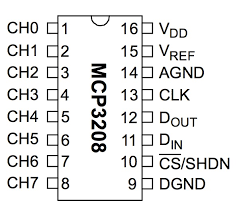 CH0 1 16 VDD
CH1 2 15 VREF
CH2 3 14 AGND
CH3 4 13 CLK
CH4 5 12 DOUT
CH5 6 11 DIN
CH6 7 10 CS/SHDN
CH7 8 9 DGND
MCP3208